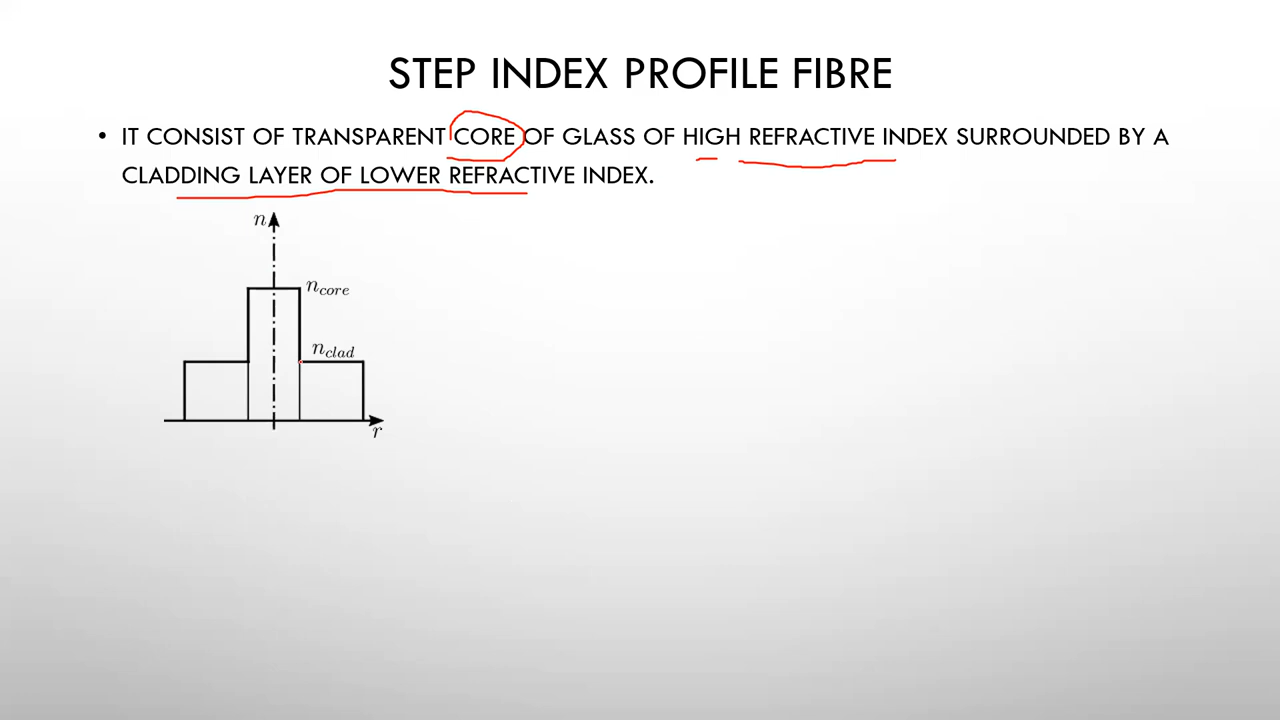 STEP INDEX PROFILE FIBRE
• IT CONSIST OF TRANSPARENT CORE OF GLASS OF HIGH REFRACTIVE INDEX SURROUNDED BY A
CLADDING LAYER OF LOWER REFRACTIVE INDEX.
n
n_core
n_clad
r